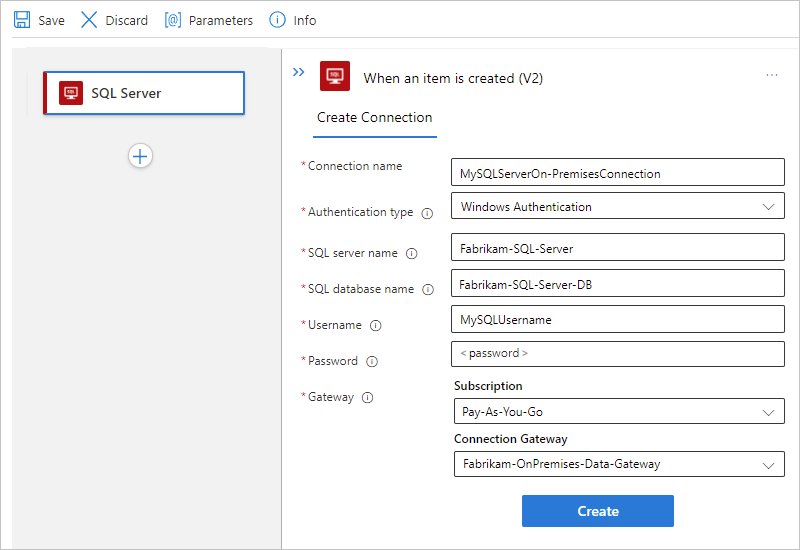 Save Discard [@] Parameters Info
SQL Server
SQL
When an item is created (V2)
Create Connection
*Connection name MySQLServerOn-PremisesConnection
*Authentication type Windows Authentication
*SQL server name Fabrikam-SQL-Server
*SQL database name Fabrikam-SQL-Server-DB
*Username MySQLUsername
*Password <password>
*Gateway Subscription
Pay-As-You-Go
Connection Gateway
Fabrikam-OnPremises-Data-Gateway
Create